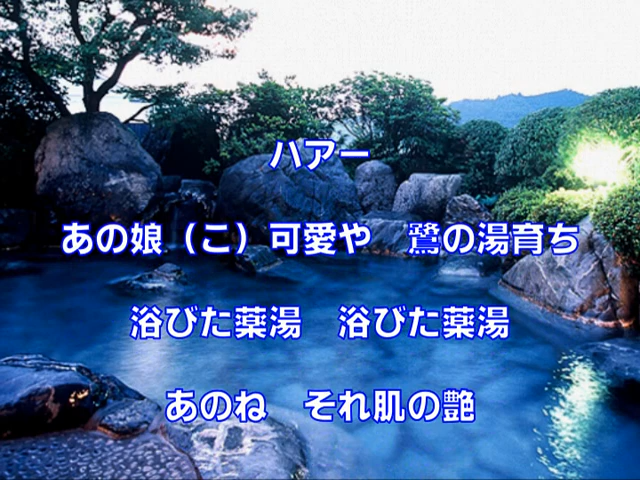 ハアー
あの娘（こ）可愛や　鷺の湯育ち
浴びた薬湯　浴びた薬湯
あのね　それ肌の艶